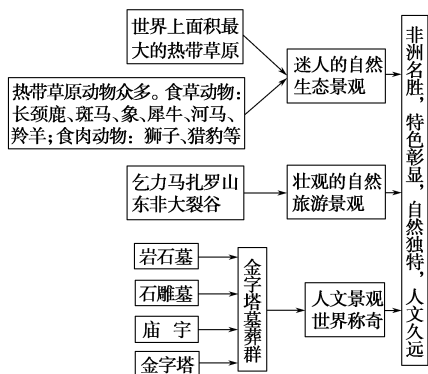 世界上面积最
大的热带草原
热带草原动物众多。食草动物：
长颈鹿、斑马、象、犀牛、河马、
羚羊；食肉动物：狮子、猎豹等
迷人的自然
生态景观
乞力马扎罗山
东非大裂谷
壮观的自然
旅游景观
岩石墓
石雕墓
庙宇
金字塔
金字塔墓葬群
人文景观
世界称奇
非洲名胜，特色彰显，自然独特，人文久远